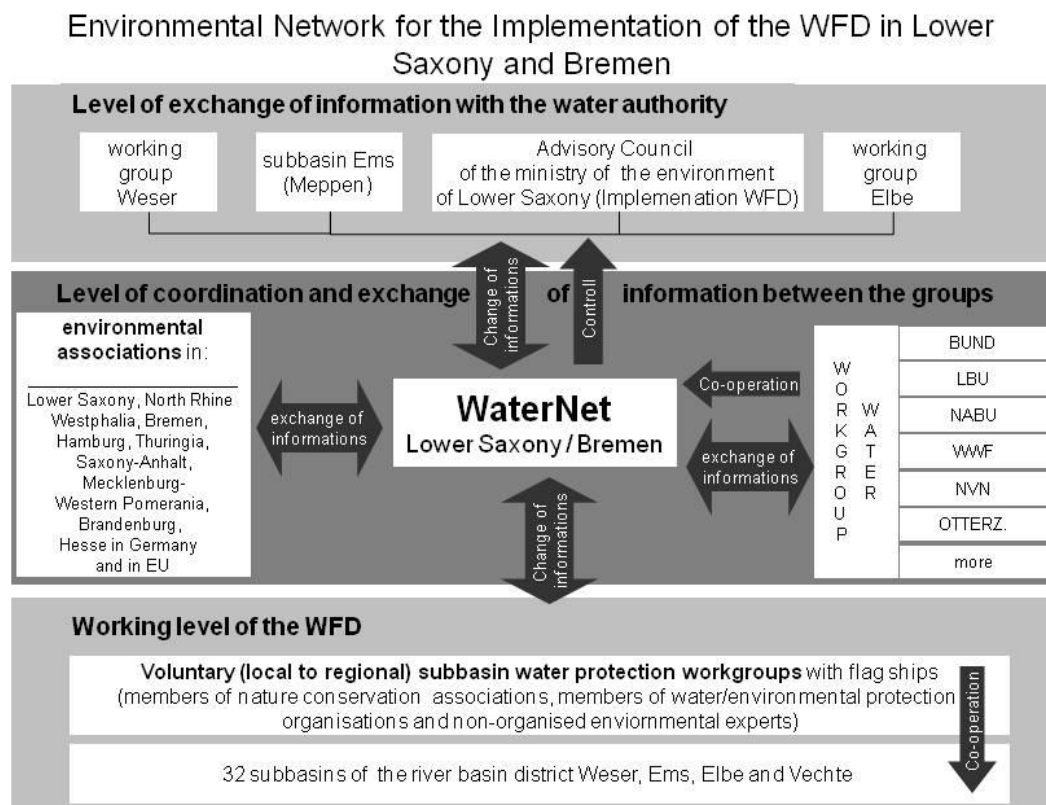 Environmental Network for the Implementation of the WFD in Lower
Saxony and Bremen
Level of exchange of information with the water authority
working
group
Weser
subbasin Ems
(Meppen)
Advisory Council
of the ministry of the environment
of Lower Saxony (Implemenation WFD)
working
group
Elbe
Change of
informations
Controll
Level of coordination and exchange of information between the groups
environmental
associations in:
Lower Saxony, North Rhine
Westphalia, Bremen,
Hamburg, Thuringia,
Saxony-Anhalt,
Mecklenburg-
Western Pomerania,
Brandenburg,
Hesse in Germany
and in EU
exchange of
informations
WaterNet
Lower Saxony / Bremen
Co-operation
exchange of
informations
WORKGROUP
WATER
BUND
LBU
NABU
WWF
NVN
OTTERZ.
more
Change of
informations
Working level of the WFD
Voluntary (local to regional) subbasin water protection workgroups with flag ships
(members of nature conservation associations, members of water/environmental protection
organisations and non-organised enviornmental experts)
Co-operation
32 subbasins of the river basin district Weser, Ems, Elbe and Vechte